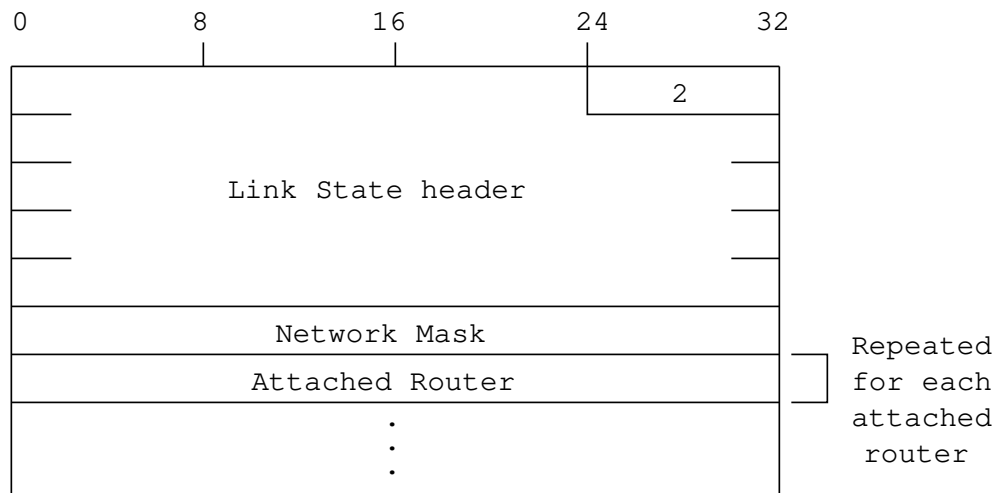 0 8 16 24 32
2
Link State header
Network Mask
Attached Router
Repeated
for each
attached
router
.
.
.